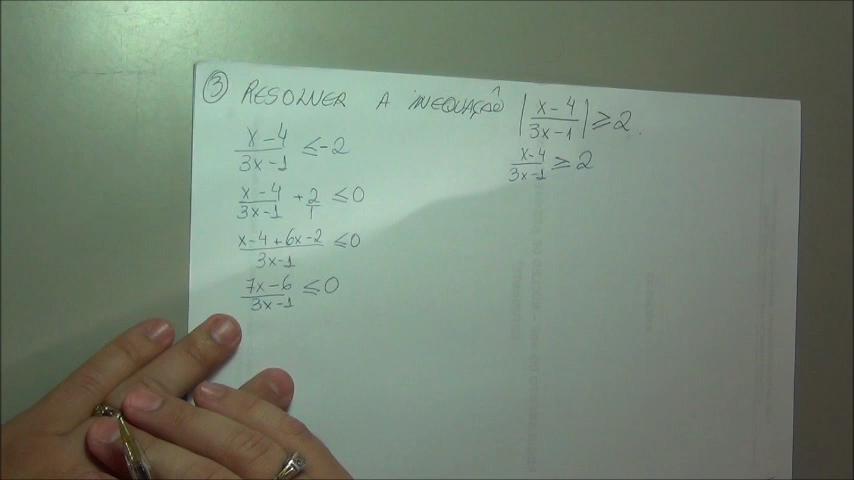 ③ RESOLVER A INEQUAÇÃO |x-4/3x-1| ≥ 2.
x-4/3x-1 ≤ -2
x-4/3x-1 + 2/1 ≤ 0
x-4+6x-2/3x-1 ≤ 0
7x-6/3x-1 ≤ 0
x-4/3x-1 ≥ 2